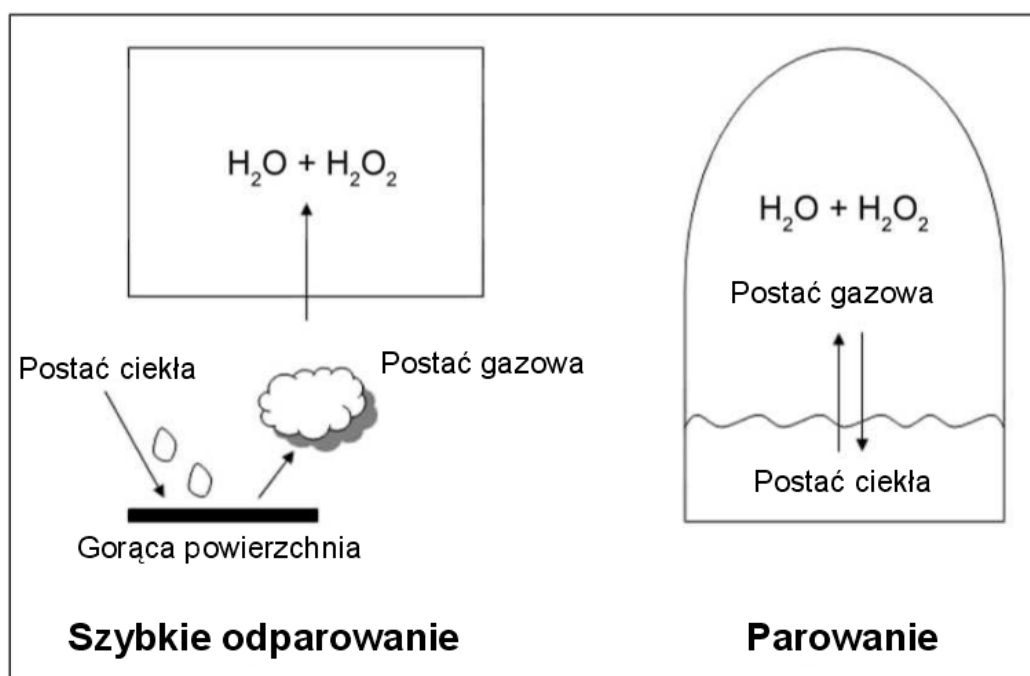 H₂O + H₂O₂
Postać ciekła
Postać gazowa
Gorąca powierzchnia
Szybkie odparowanie
H₂O + H₂O₂
Postać gazowa
Postać ciekła
Parowanie